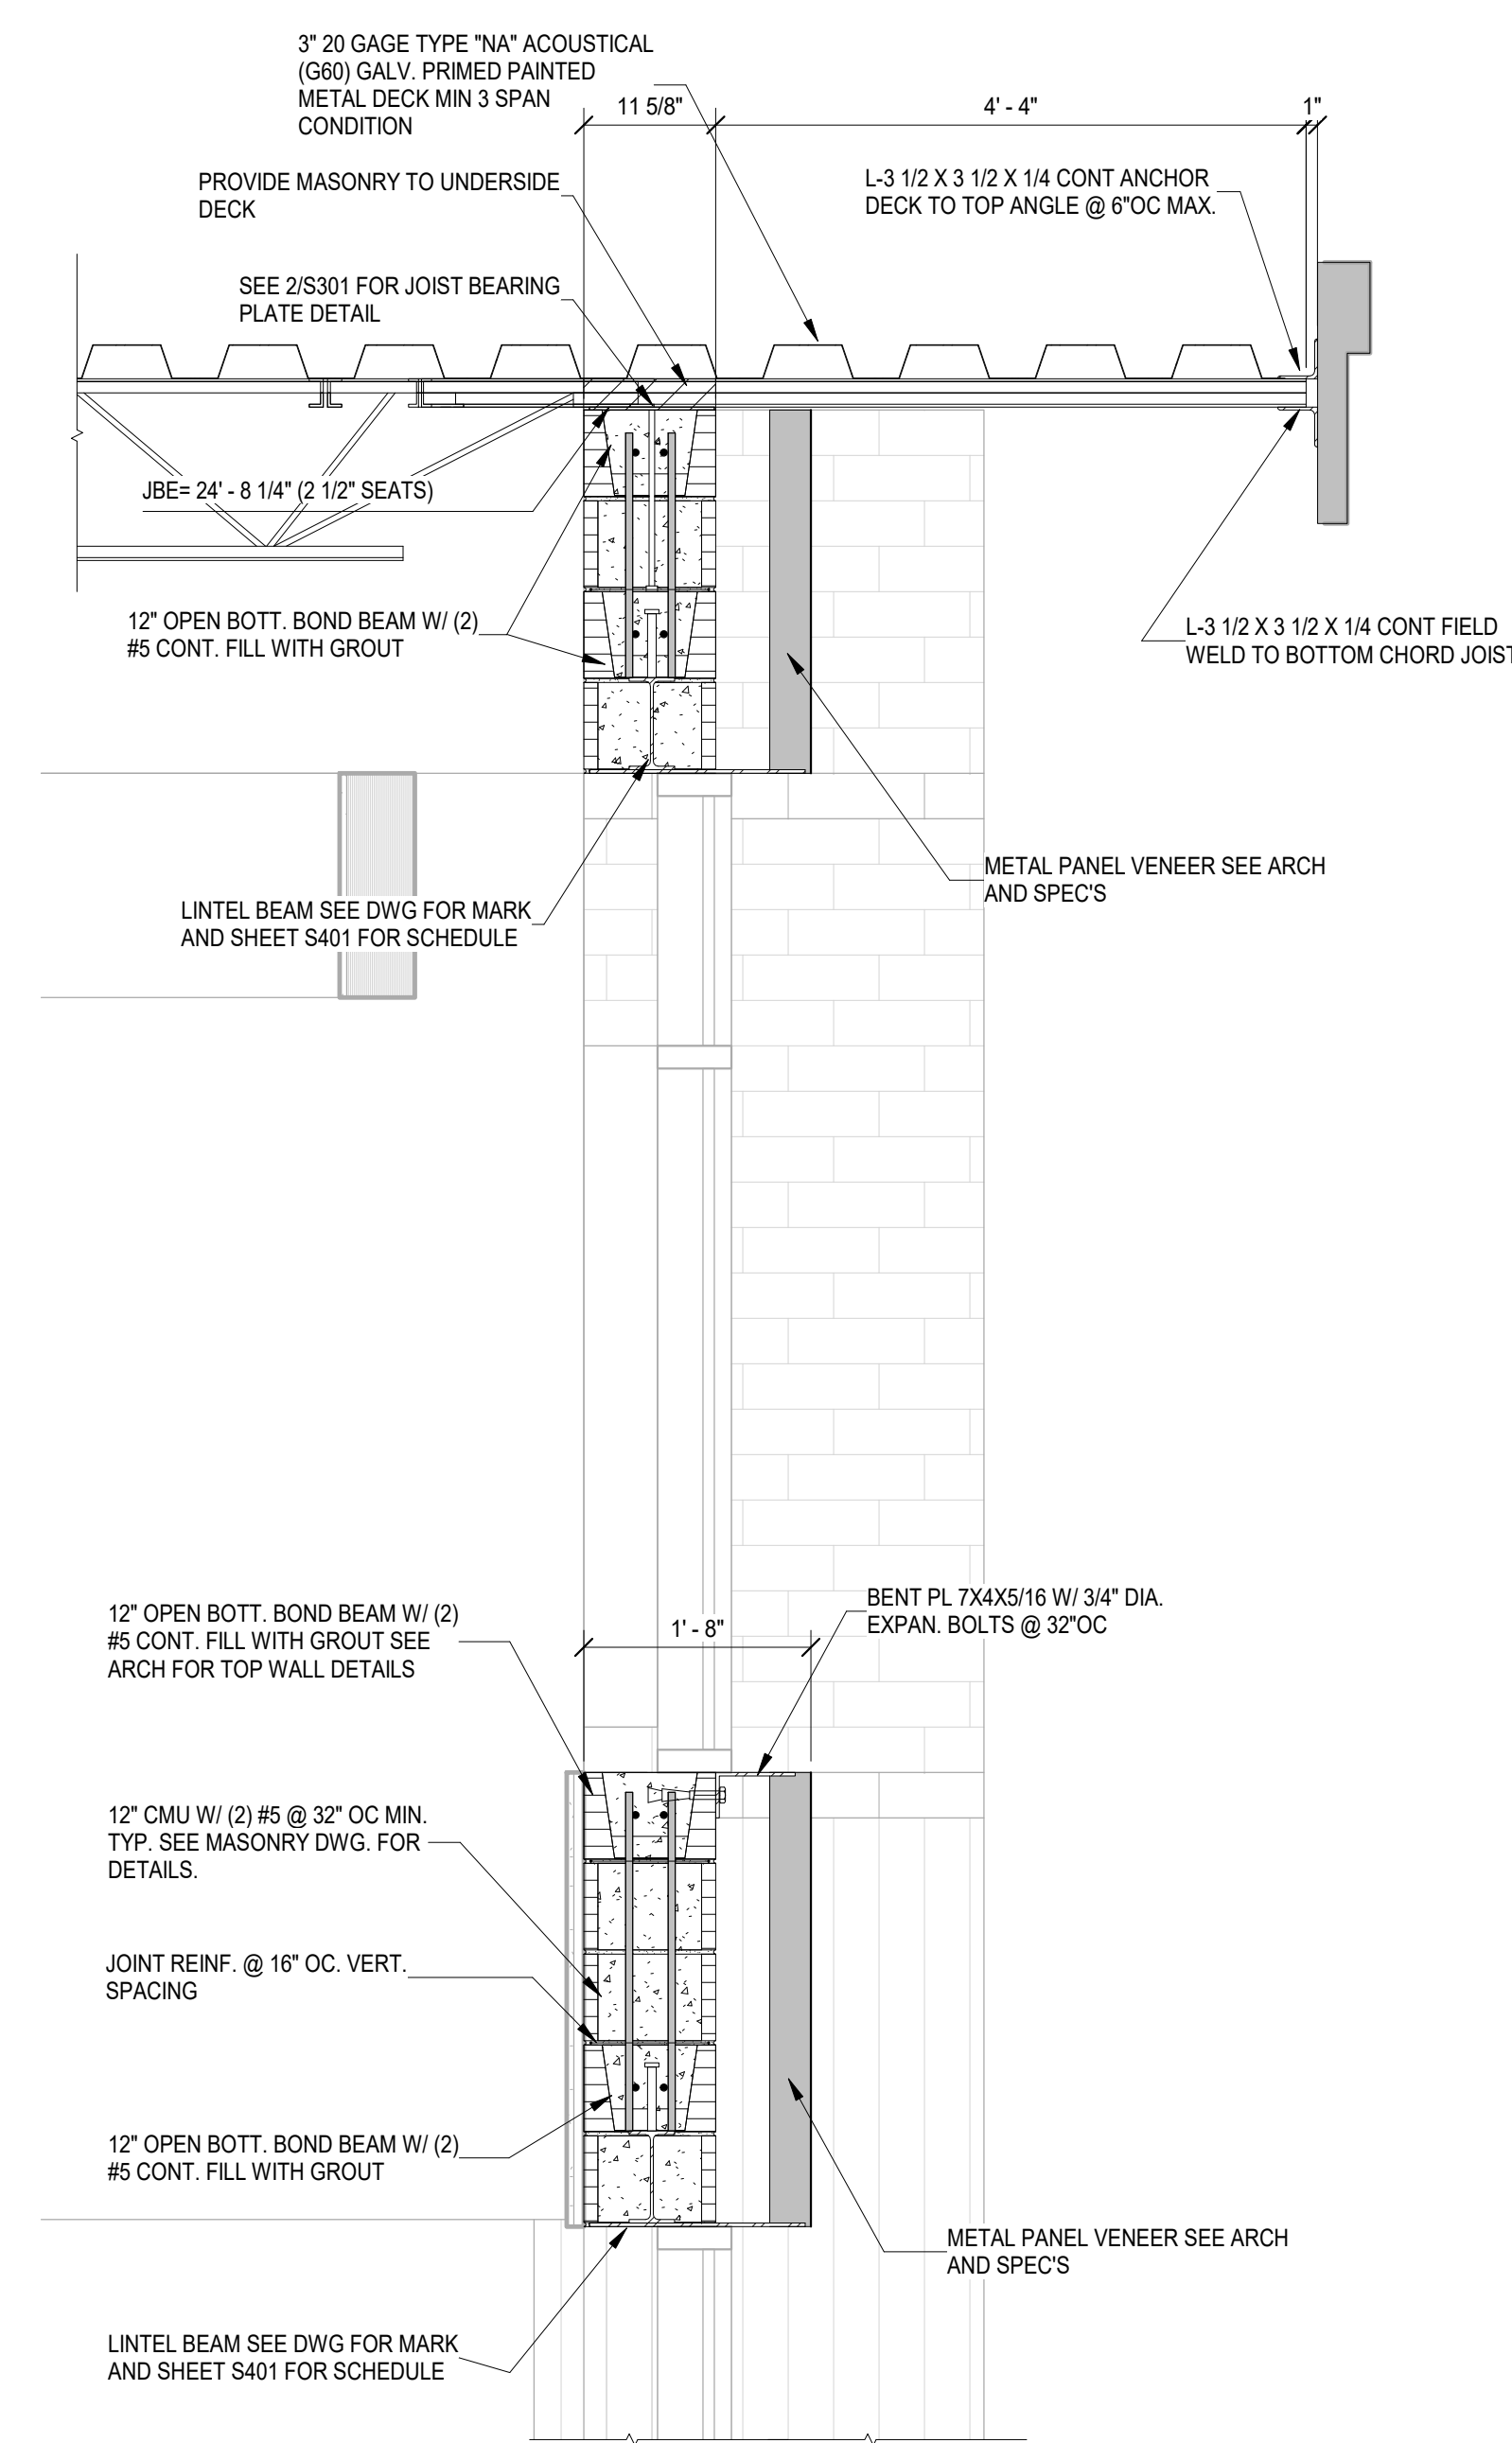 3" 20 GAGE TYPE "NA" ACOUSTICAL
(G60) GALV. PRIMED PAINTED
METAL DECK MIN 3 SPAN
CONDITION
11 5/8"
4' - 4"
1"
PROVIDE MASONRY TO UNDERSIDE
DECK
L-3 1/2 X 3 1/2 X 1/4 CONT ANCHOR
DECK TO TOP ANGLE @ 6"OC MAX.
SEE 2/S301 FOR JOIST BEARING
PLATE DETAIL
JBE= 24' - 8 1/4" (2 1/2" SEATS)
12" OPEN BOTT. BOND BEAM W/ (2)
#5 CONT. FILL WITH GROUT
L-3 1/2 X 3 1/2 X 1/4 CONT FIELD
WELD TO BOTTOM CHORD JOIST
METAL PANEL VENEER SEE ARCH
AND SPEC'S
LINTEL BEAM SEE DWG FOR MARK
AND SHEET S401 FOR SCHEDULE
BENT PL 7X4X5/16 W/ 3/4" DIA.
EXPAN. BOLTS @ 32"OC
12" OPEN BOTT. BOND BEAM W/ (2)
#5 CONT. FILL WITH GROUT SEE
ARCH FOR TOP WALL DETAILS
1' - 8"
12" CMU W/ (2) #5 @ 32" OC MIN.
TYP. SEE MASONRY DWG. FOR
DETAILS.
JOINT REINF. @ 16" OC. VERT.
SPACING
12" OPEN BOTT. BOND BEAM W/ (2)
#5 CONT. FILL WITH GROUT
METAL PANEL VENEER SEE ARCH
AND SPEC'S
LINTEL BEAM SEE DWG FOR MARK
AND SHEET S401 FOR SCHEDULE